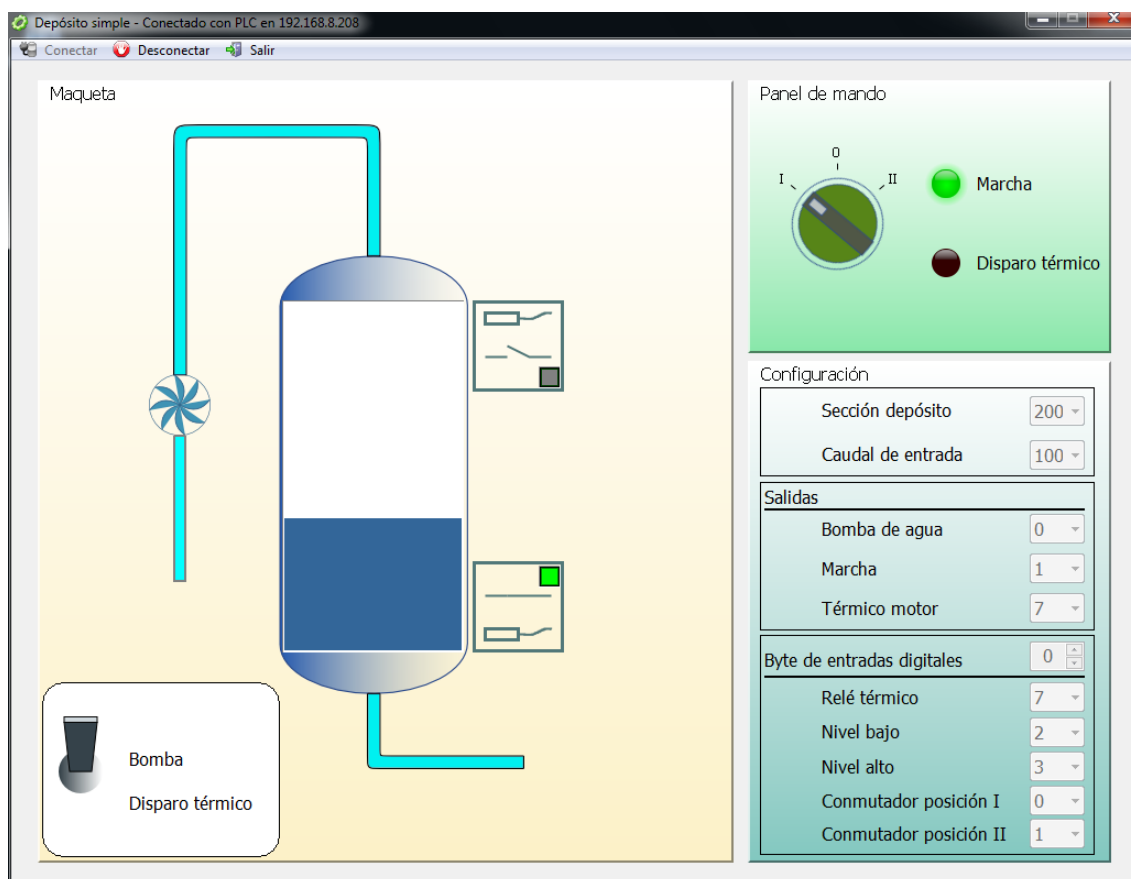 Depósito simple - Conectado con PLC en 192.168.8.208
Conectar Desconectar Salir
Maqueta
Bomba
Disparo térmico
Panel de mando
0
I II
Marcha
Disparo térmico
Configuración
Sección depósito 200
Caudal de entrada 100
Salidas
Bomba de agua 0
Marcha 1
Térmico motor 7
Byte de entradas digitales 0
Relé térmico 7
Nivel bajo 2
Nivel alto 3
Conmutador posición I 0
Conmutador posición II 1